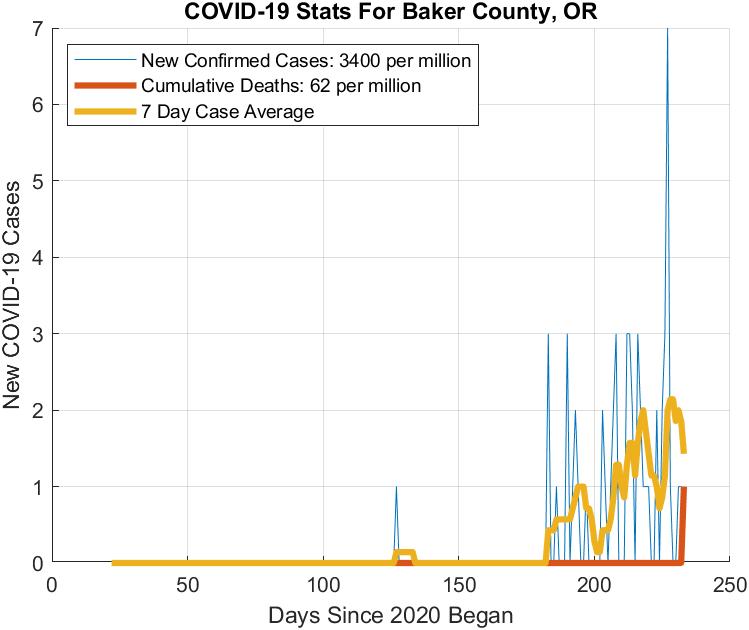 COVID-19 Stats For Baker County, OR
New Confirmed Cases: 3400 per million
Cumulative Deaths: 62 per million
7 Day Case Average
New COVID-19 Cases
7
6
5
4
3
2
1
0
0 50 100 150 200 250
Days Since 2020 Began